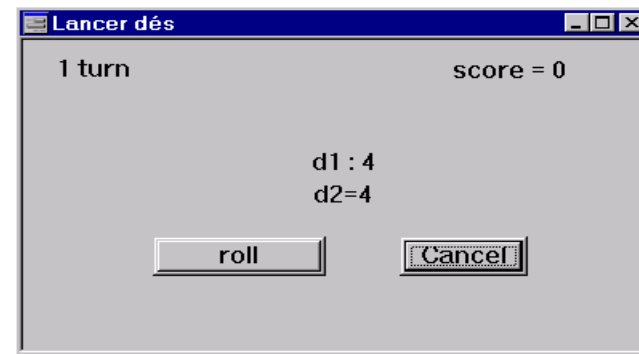 Lancer dés
1 turn score = 0
d1 : 4
d2=4
roll Cancel